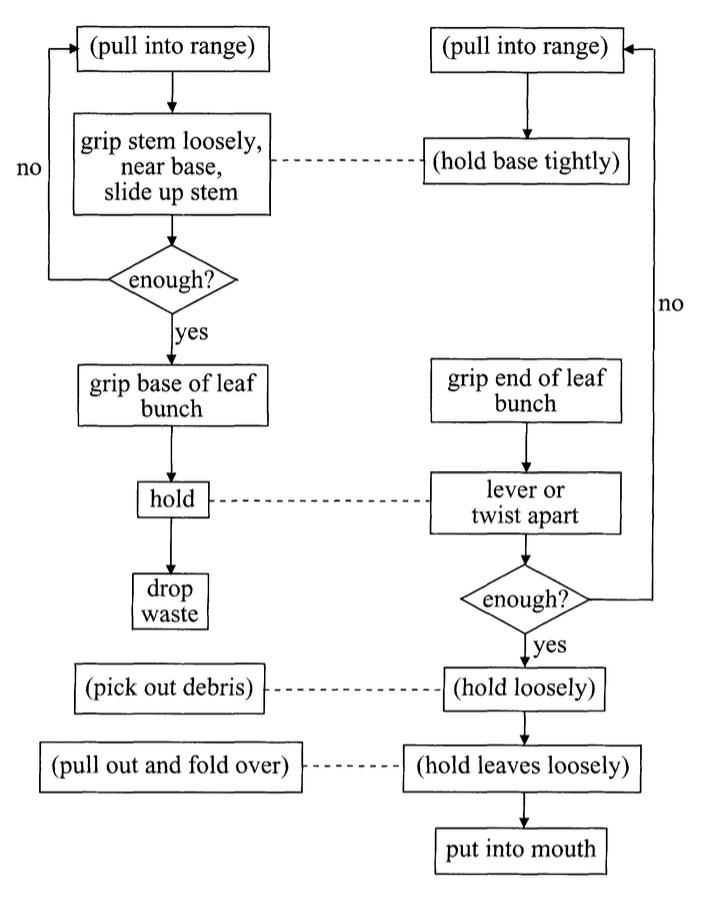 (pull into range)
(pull into range)
grip stem loosely,
near base,
slide up stem
(hold base tightly)
no
enough?
no
yes
grip base of leaf
bunch
grip end of leaf
bunch
hold
lever or
twist apart
drop
waste
enough?
yes
(pick out debris)
(hold loosely)
(pull out and fold over)
(hold leaves loosely)
put into mouth